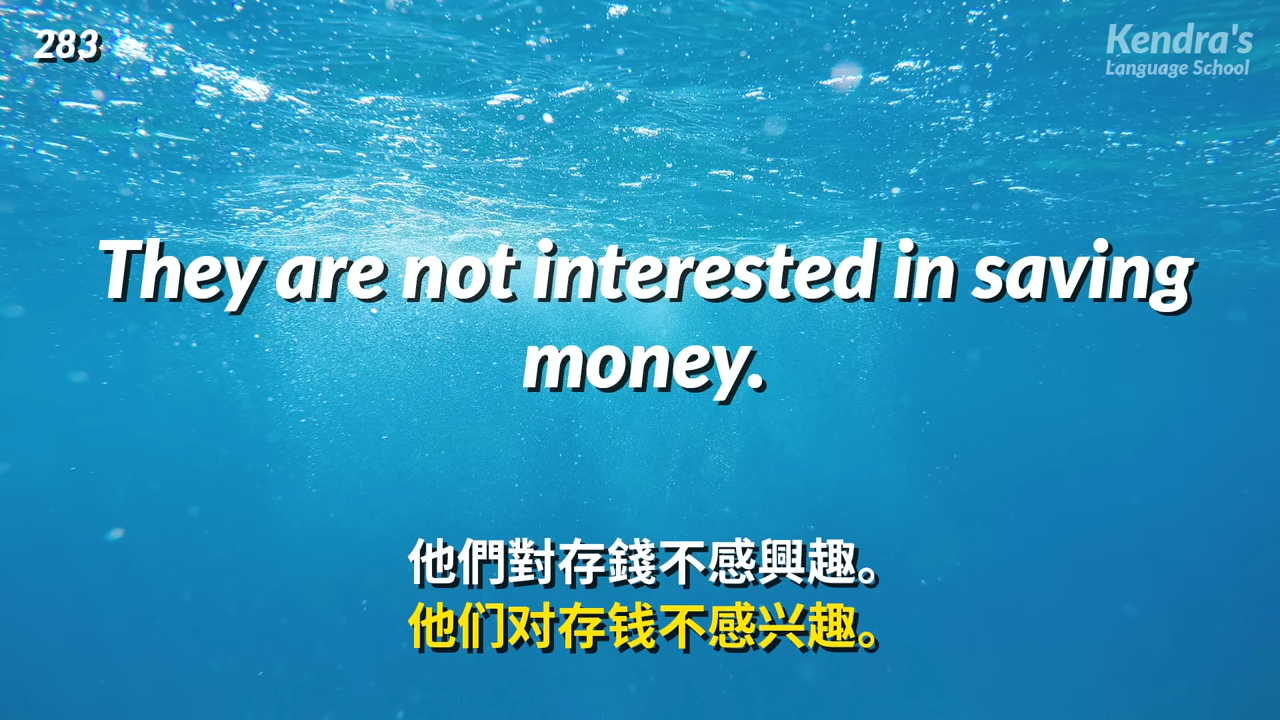 283
Kendra's
Language School
They are not interested in saving
money.
他們對存錢不感興趣。
他们对存钱不感兴趣。